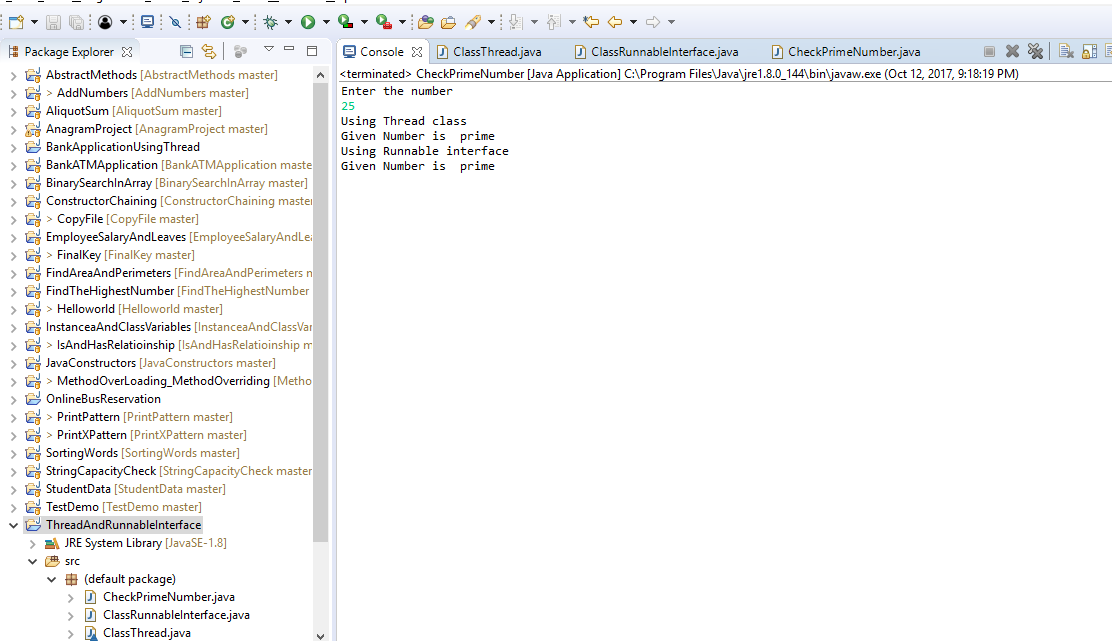 Package Explorer
AbstractMethods [AbstractMethods master]
> AddNumbers [AddNumbers master]
AliquotSum [AliquotSum master]
AnagramProject [AnagramProject master]
BankApplicationUsingThread
BankATMApplication [BankATMApplication maste
BinarySearchInArray [BinarySearchInArray master]
ConstructorChaining [ConstructorChaining master
> CopyFile [CopyFile master]
EmployeeSalaryAndLeaves [EmployeeSalaryAndLea
> FinalKey [FinalKey master]
FindAreaAndPerimeters [FindAreaAndPerimeters m
FindTheHighestNumber [FindTheHighestNumber
> Helloworld [Helloworld master]
InstanceaAndClassVariables [InstanceaAndClassVar
> IsAndHasRelatioinship [IsAndHasRelatioinship m
JavaConstructors [JavaConstructors master]
> MethodOverLoading_MethodOverriding [Metho
OnlineBusReservation
> PrintPattern [PrintPattern master]
> PrintXPattern [PrintXPattern master]
SortingWords [SortingWords master]
StringCapacityCheck [StringCapacityCheck master
StudentData [StudentData master]
TestDemo [TestDemo master]
ThreadAndRunnableInterface
JRE System Library [JavaSE-1.8]
src
(default package)
CheckPrimeNumber.java
ClassRunnableInterface.java
ClassThread.java
Console ClassThread.java ClassRunnableInterface.java CheckPrimeNumber.java
<terminated> CheckPrimeNumber [Java Application] C:\Program Files\Java\jre1.8.0_144\bin\javaw.exe (Oct 12, 2017, 9:18:19 PM)
Enter the number
25
Using Thread class
Given Number is  prime
Using Runnable interface
Given Number is  prime